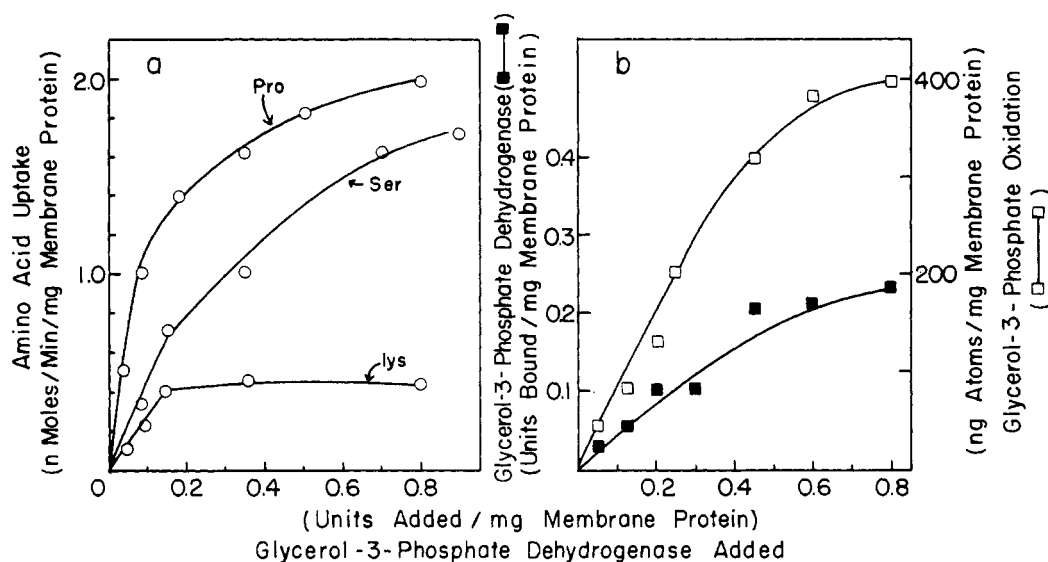 Amino Acid Uptake
(n Moles/Min/mg Membrane Protein)
2.0
1.0
a
Pro
Ser
lys
0
0.2
0.4
0.6
0.8
Glycerol-3-Phosphate Dehydrogenase (■—■)
(Units Bound/mg Membrane Protein)
0.4
0.3
0.2
0.1
b
0.2
0.4
0.6
0.8
400
200
(ng Atoms/mg Membrane Protein)
Glycerol-3-Phosphate Oxidation
(□—□)
(Units Added / mg Membrane Protein)
Glycerol-3-Phosphate Dehydrogenase Added